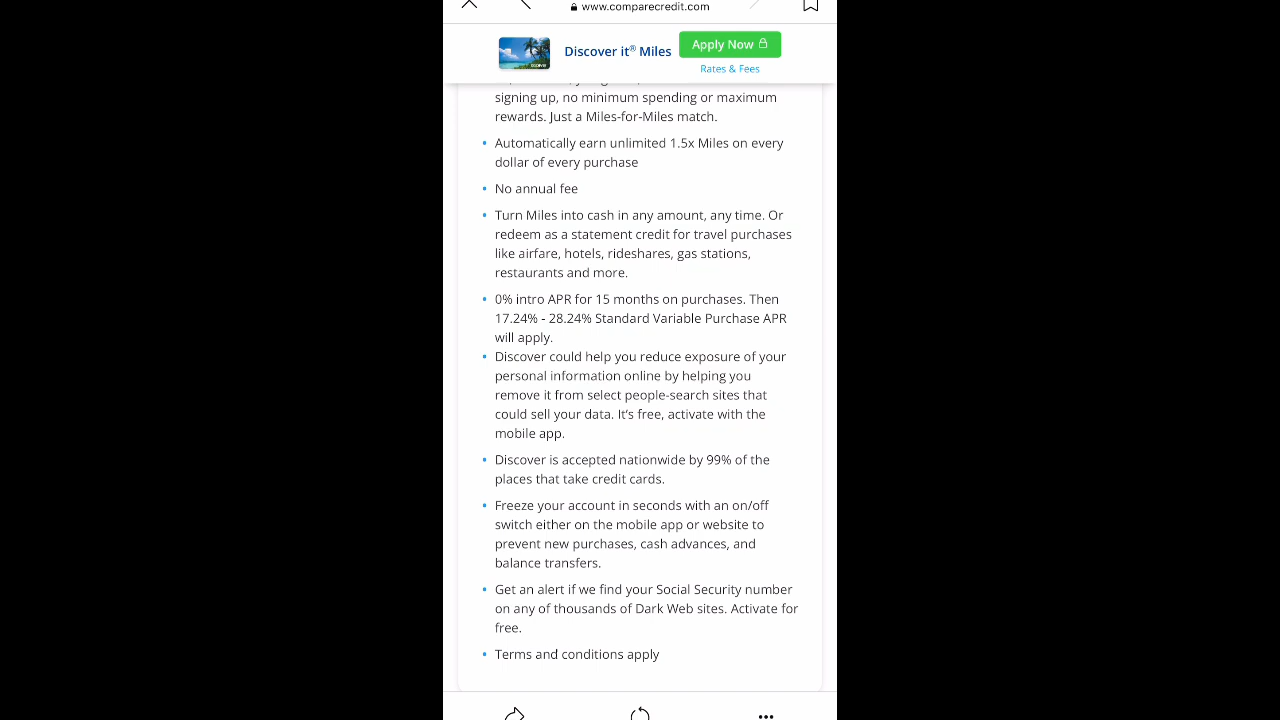 www.comparecredit.com
Discover it® Miles
Apply Now
Rates & Fees
signing up, no minimum spending or maximum
rewards. Just a Miles-for-Miles match.
• Automatically earn unlimited 1.5x Miles on every
dollar of every purchase
• No annual fee
• Turn Miles into cash in any amount, any time. Or
redeem as a statement credit for travel purchases
like airfare, hotels, rideshares, gas stations,
restaurants and more.
• 0% intro APR for 15 months on purchases. Then
17.24% - 28.24% Standard Variable Purchase APR
will apply.
• Discover could help you reduce exposure of your
personal information online by helping you
remove it from select people-search sites that
could sell your data. It’s free, activate with the
mobile app.
• Discover is accepted nationwide by 99% of the
places that take credit cards.
• Freeze your account in seconds with an on/off
switch either on the mobile app or website to
prevent new purchases, cash advances, and
balance transfers.
• Get an alert if we find your Social Security number
on any of thousands of Dark Web sites. Activate for
free.
• Terms and conditions apply